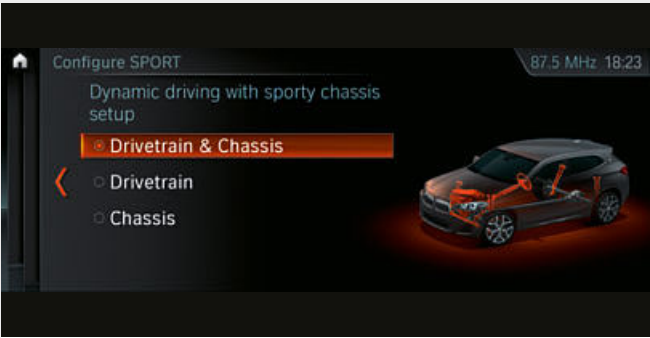 Configure SPORT
87.5 MHz 18:23
Dynamic driving with sporty chassis
setup
Drivetrain & Chassis
Drivetrain
Chassis